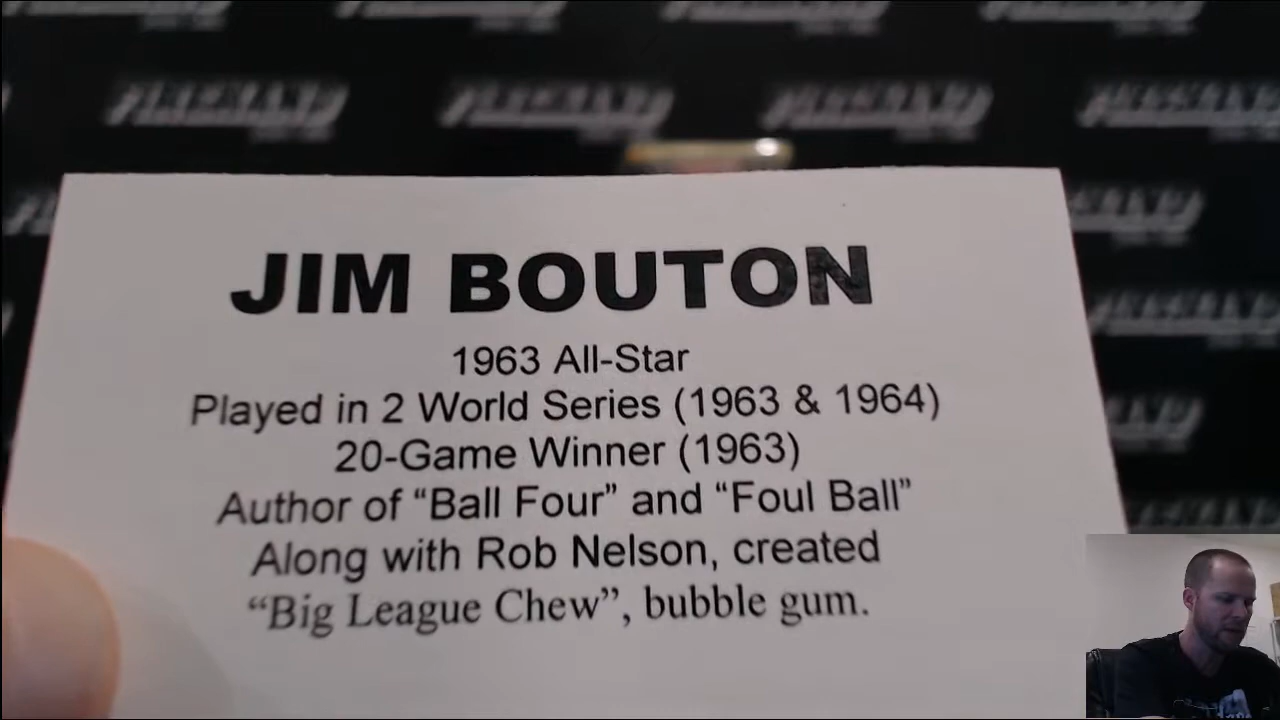 JIM BOUTON
1963 All-Star
Played in 2 World Series (1963 & 1964)
20-Game Winner (1963)
Author of “Ball Four” and “Foul Ball”
Along with Rob Nelson, created
“Big League Chew”, bubble gum.